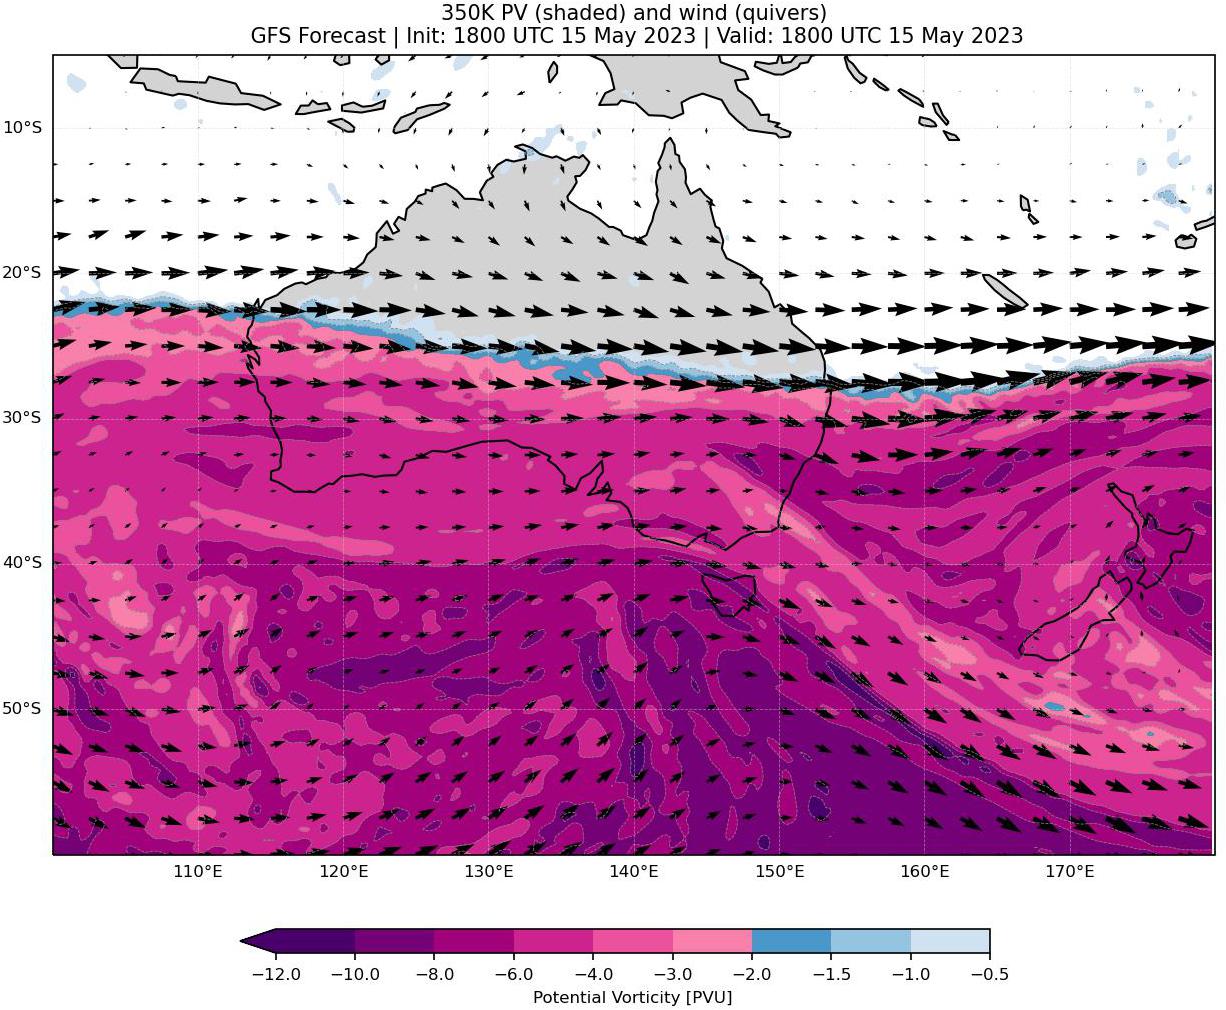 350K PV (shaded) and wind (quivers)
GFS Forecast | Init: 1800 UTC 15 May 2023 | Valid: 1800 UTC 15 May 2023
10°S
20°S
30°S
40°S
50°S
110°E 120°E 130°E 140°E 150°E 160°E 170°E
−12.0 −10.0 −8.0 −6.0 −4.0 −3.0 −2.0 −1.5 −1.0 −0.5
Potential Vorticity [PVU]